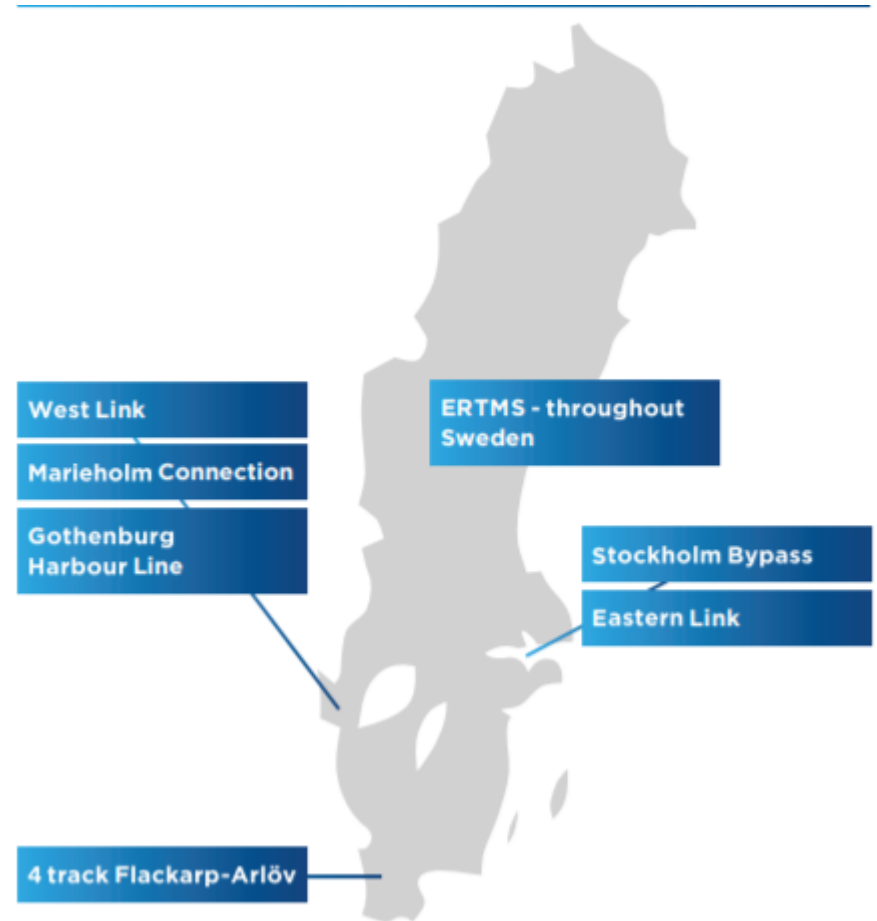 West Link
Marieholm Connection
Gothenburg
Harbour Line
ERTMS - throughout
Sweden
Stockholm Bypass
Eastern Link
4 track Flackarp-Arlöv